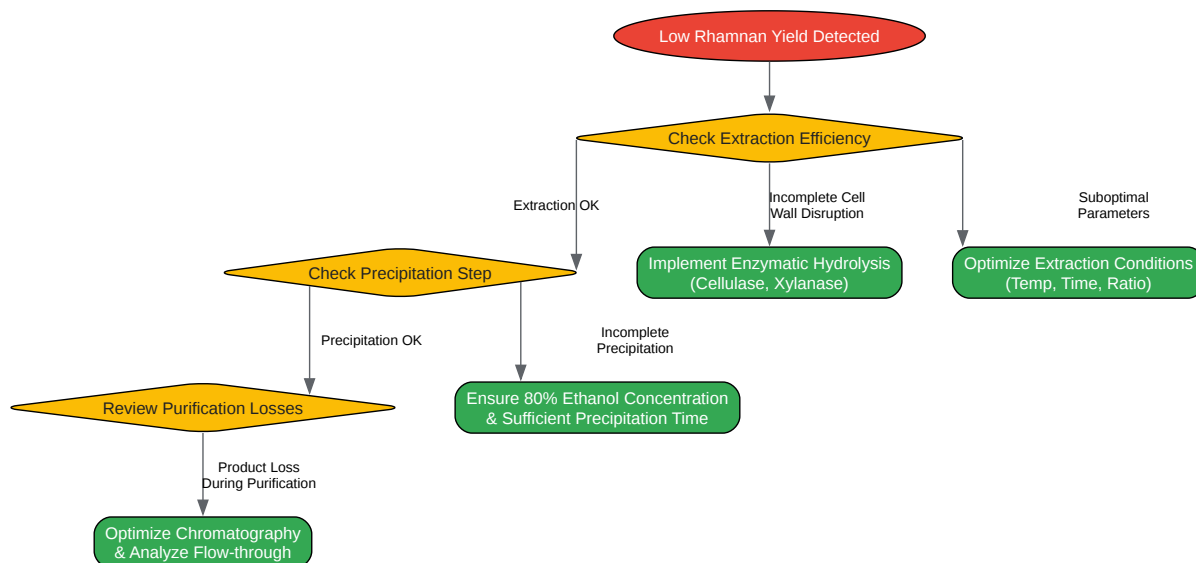 Low Rhamnan Yield Detected
Check Extraction Efficiency
Extraction OK
Incomplete Cell
Wall Disruption
Suboptimal
Parameters
Check Precipitation Step
Implement Enzymatic Hydrolysis
(Cellulase, Xylanase)
Optimize Extraction Conditions
(Temp, Time, Ratio)
Precipitation OK
Incomplete
Precipitation
Review Purification Losses
Ensure 80% Ethanol Concentration
& Sufficient Precipitation Time
Product Loss
During Purification
Optimize Chromatography
& Analyze Flow-through